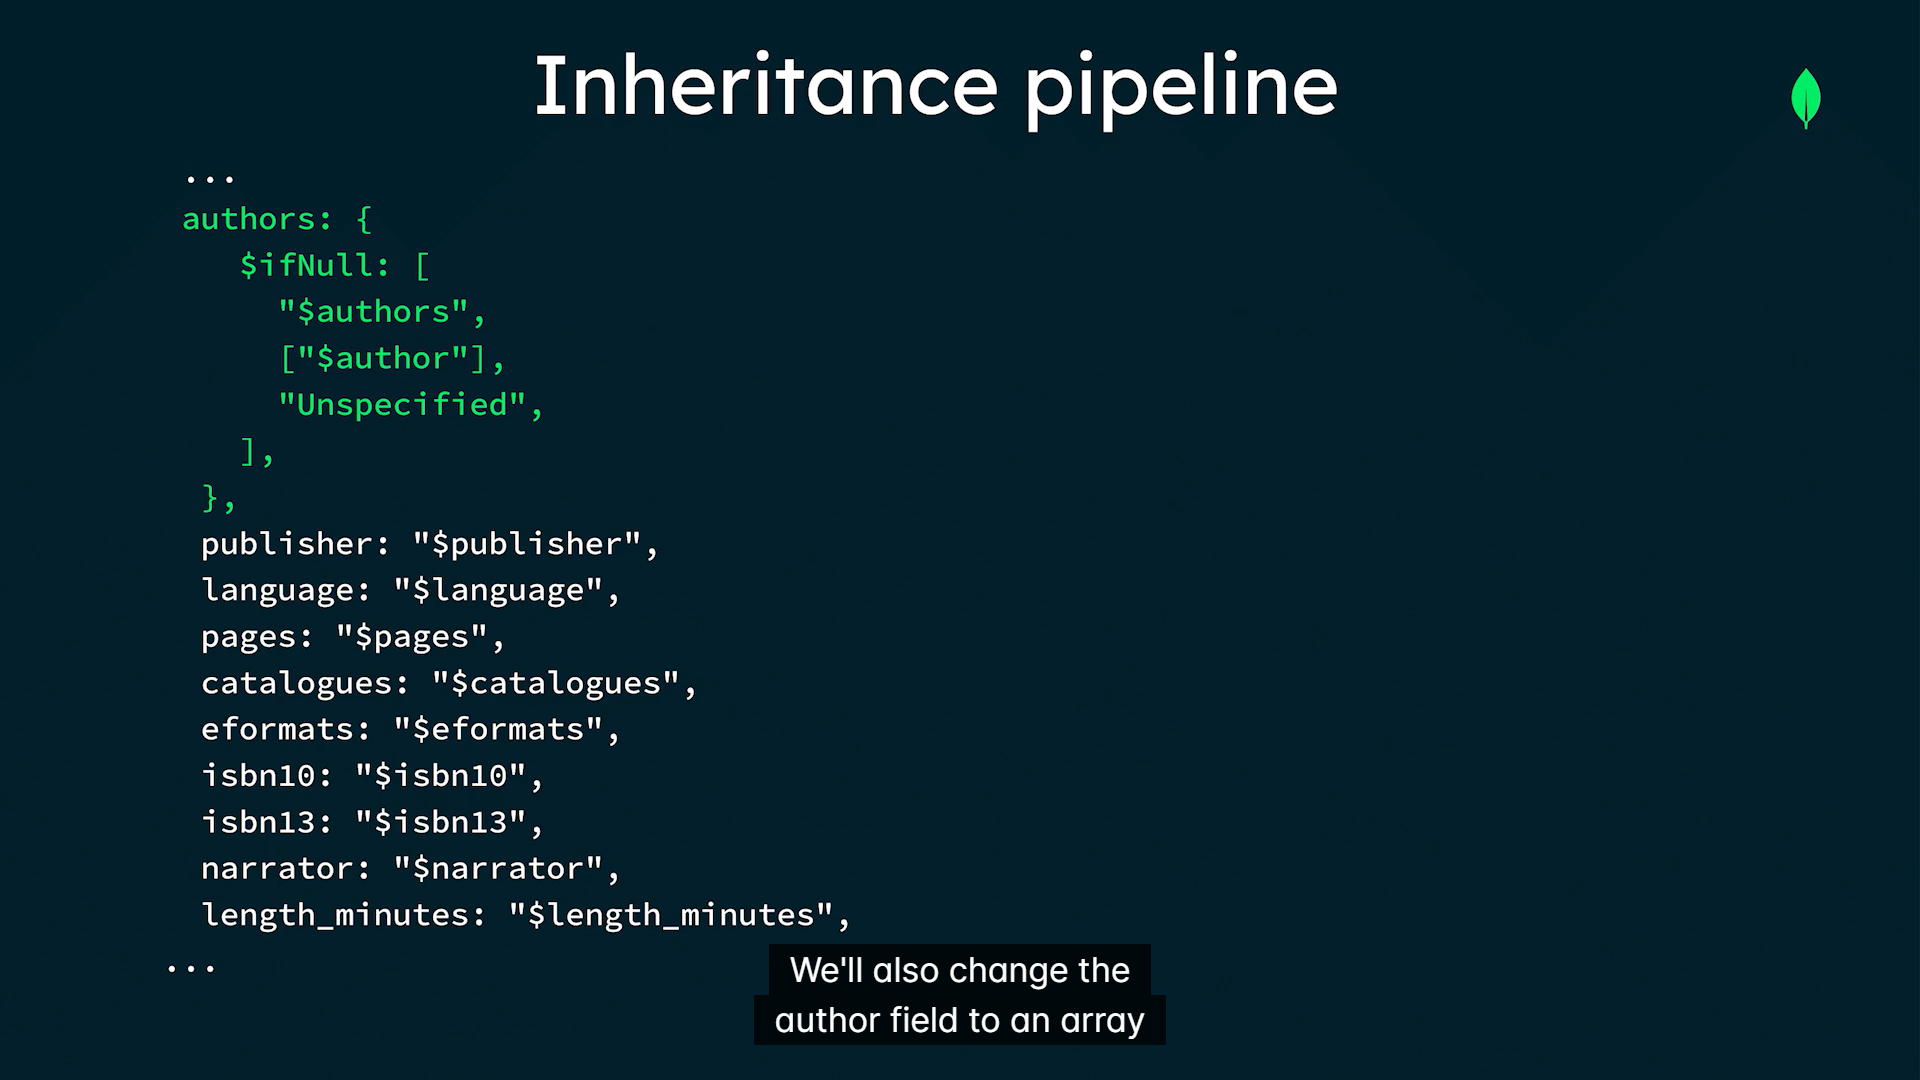 Inheritance pipeline
...
authors: {
$ifNull: [
"$authors",
["$author"],
"Unspecified",
],
},
publisher: "$publisher",
language: "$language",
pages: "$pages",
catalogues: "$catalogues",
eformats: "$eformats",
isbn10: "$isbn10",
isbn13: "$isbn13",
narrator: "$narrator",
length_minutes: "$length_minutes",
...
We'll also change the
author field to an array